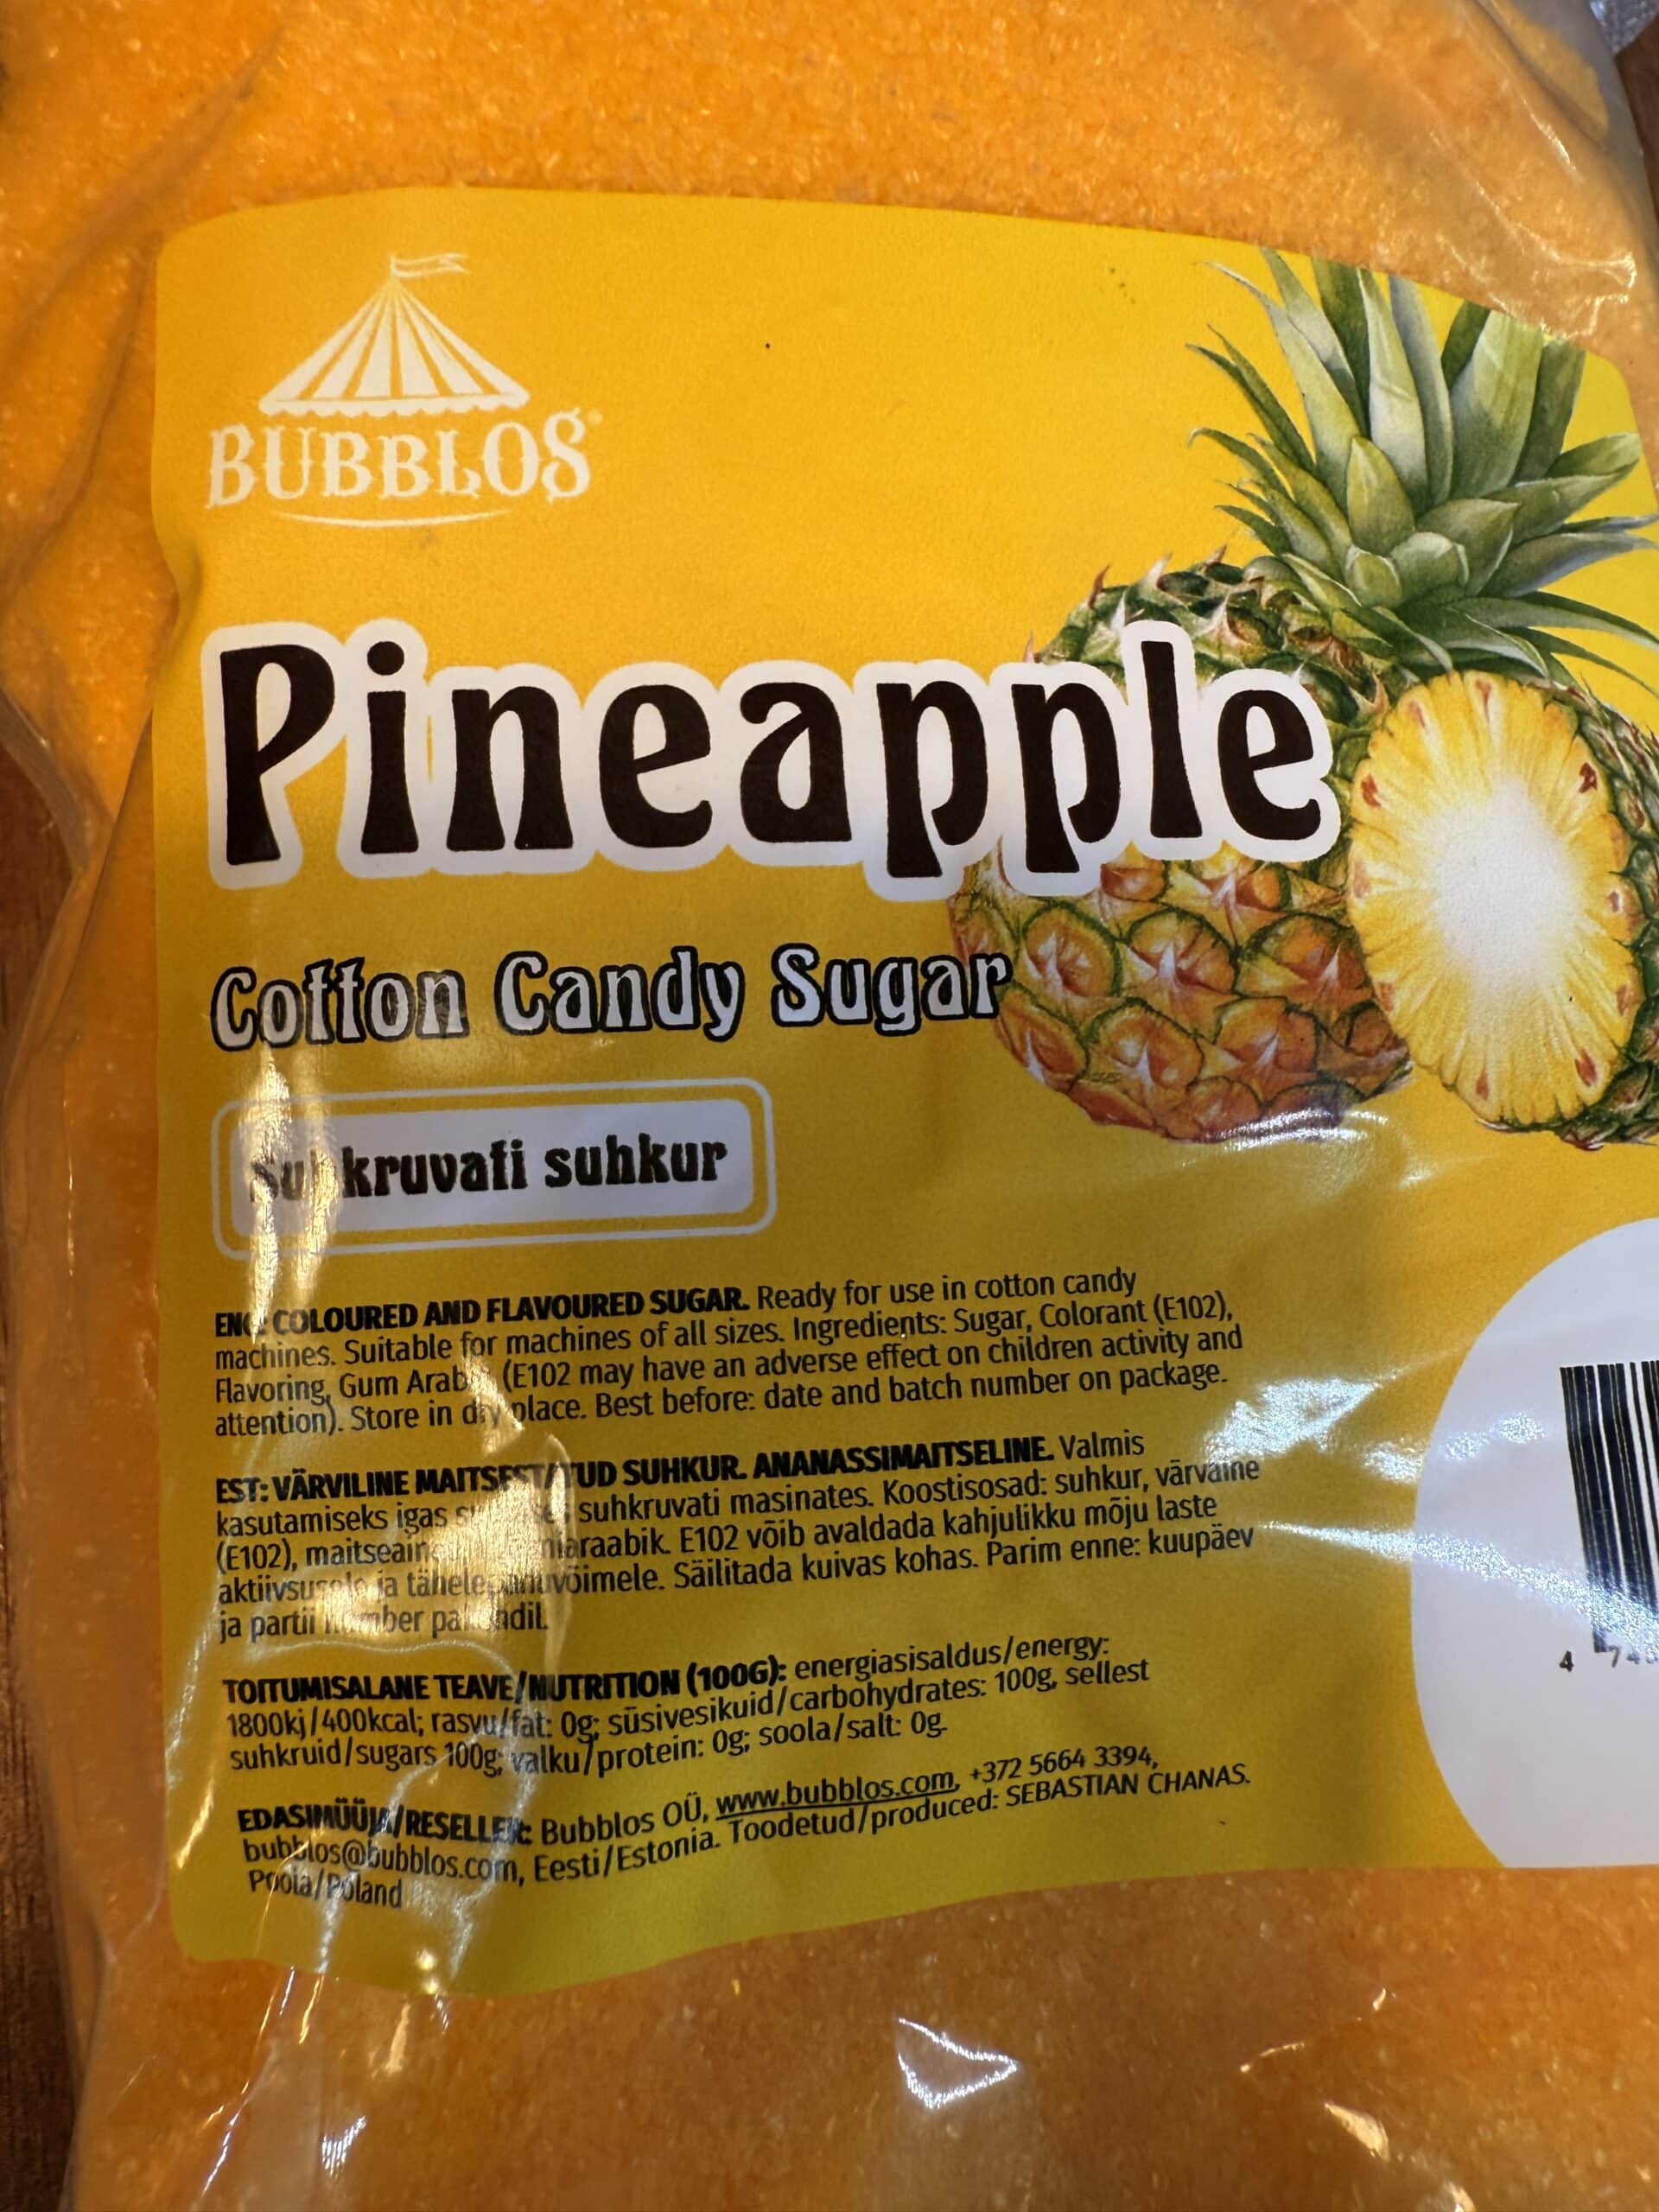 BUBBLOS®
Pineapple
Cotton Candy Sugar
suhkur
COLOURED AND FLAVOURED SUGAR. Ready for use in cotton candy
machines. Suitable for machines of all sizes. Ingredients: Sugar, Colorant (E102),
Flavoring, Gum (E102 may have an adverse effect on children activity and
attention). Store in dry place. Best before: date and batch number on package.
EST: VÄRVILINE SUHKUR. ANANASSIMAITSELINE. Valmis
kasutamiseks igas suhkruvati masinates. Koostisosad: suhkur, värvaine
(E102), E102 võib avaldada kahjulikku mõju laste
ja Säilitada kuivas kohas. Parim enne: kuupäev
ja partii
TOITUMISALANE TEAVE/NUTRITION (100G): energiasisaldus/energy:
1800kj/400kcal; rasvu/fat: 0g; süsivesikuid/carbohydrates: 100g, sellest
suhkruid/sugars 100g; valku/protein: 0g; soola/salt: 0g.
EDASIMÜÜJA/RESELLER: Bubblos OÜ, www.bubblos.com, +372 5664 3394,
bubblos@bubblos.com, Eesti/Estonia. Toodetud/produced: SEBASTIAN CHANAS.
Poola/Poland
4